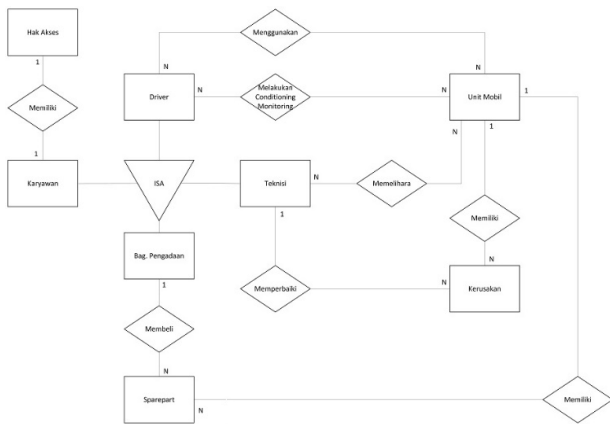 Hak Akses
Menggunakan
1
N
N
Memiliki
Driver
N
Melakukan
Conditioning
Monitoring
N
Unit Mobil
1
N
1
1
Karyawan
ISA
Teknisi
N
Memelihara
1
Memiliki
Bag. Pengadaan
1
N
Memperbaiki
N
Kerusakan
Membeli
N
Sparepart
N
Memiliki